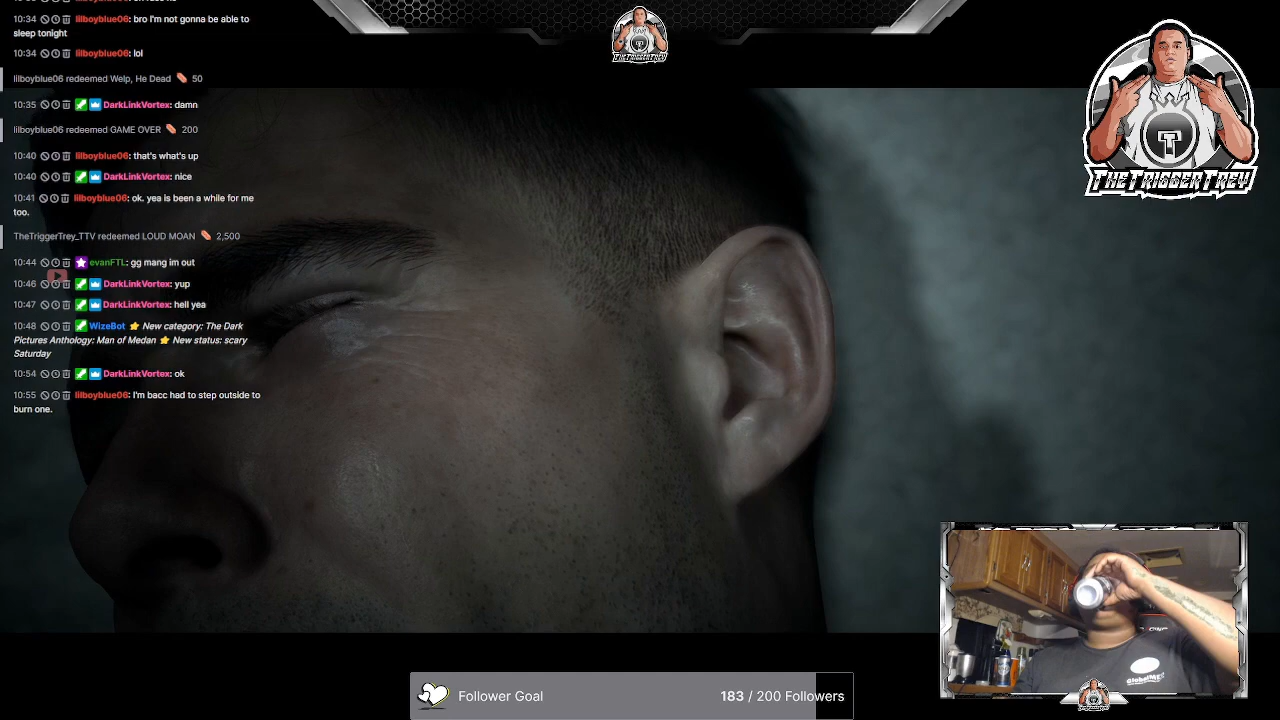 10:34 lilboyblue06: bro I'm not gonna be able to
sleep tonight
10:34 lilboyblue06: lol
lilboyblue06 redeemed Welp, He Dead 50
10:35 DarkLinkVortex: damn
lilboyblue06 redeemed GAME OVER 200
10:40 lilboyblue06: that's what's up
10:40 DarkLinkVortex: nice
10:41 lilboyblue06: ok. yea is been a while for me
too.
TheTriggerTrey_TTV redeemed LOUD MOAN 2,500
10:44 evanFTL: gg mang im out
10:46 DarkLinkVortex: yup
10:47 DarkLinkVortex: hell yea
10:48 WizeBot New category: The Dark
Pictures Anthology: Man of Medan New status: scary
Saturday
10:54 DarkLinkVortex: ok
10:55 lilboyblue06: I'm bacc had to step outside to
burn one.
THETRIGGERTREY
T
THETRIGGERTREY
Follower Goal 183 / 200 Followers
THETRIGGERTREY